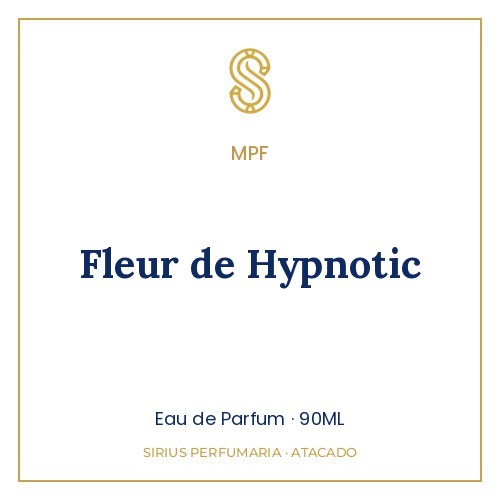 MPF
Fleur de Hypnotic
Eau de Parfum · 90ML
SIRIUS PERFUMARIA · ATACADO